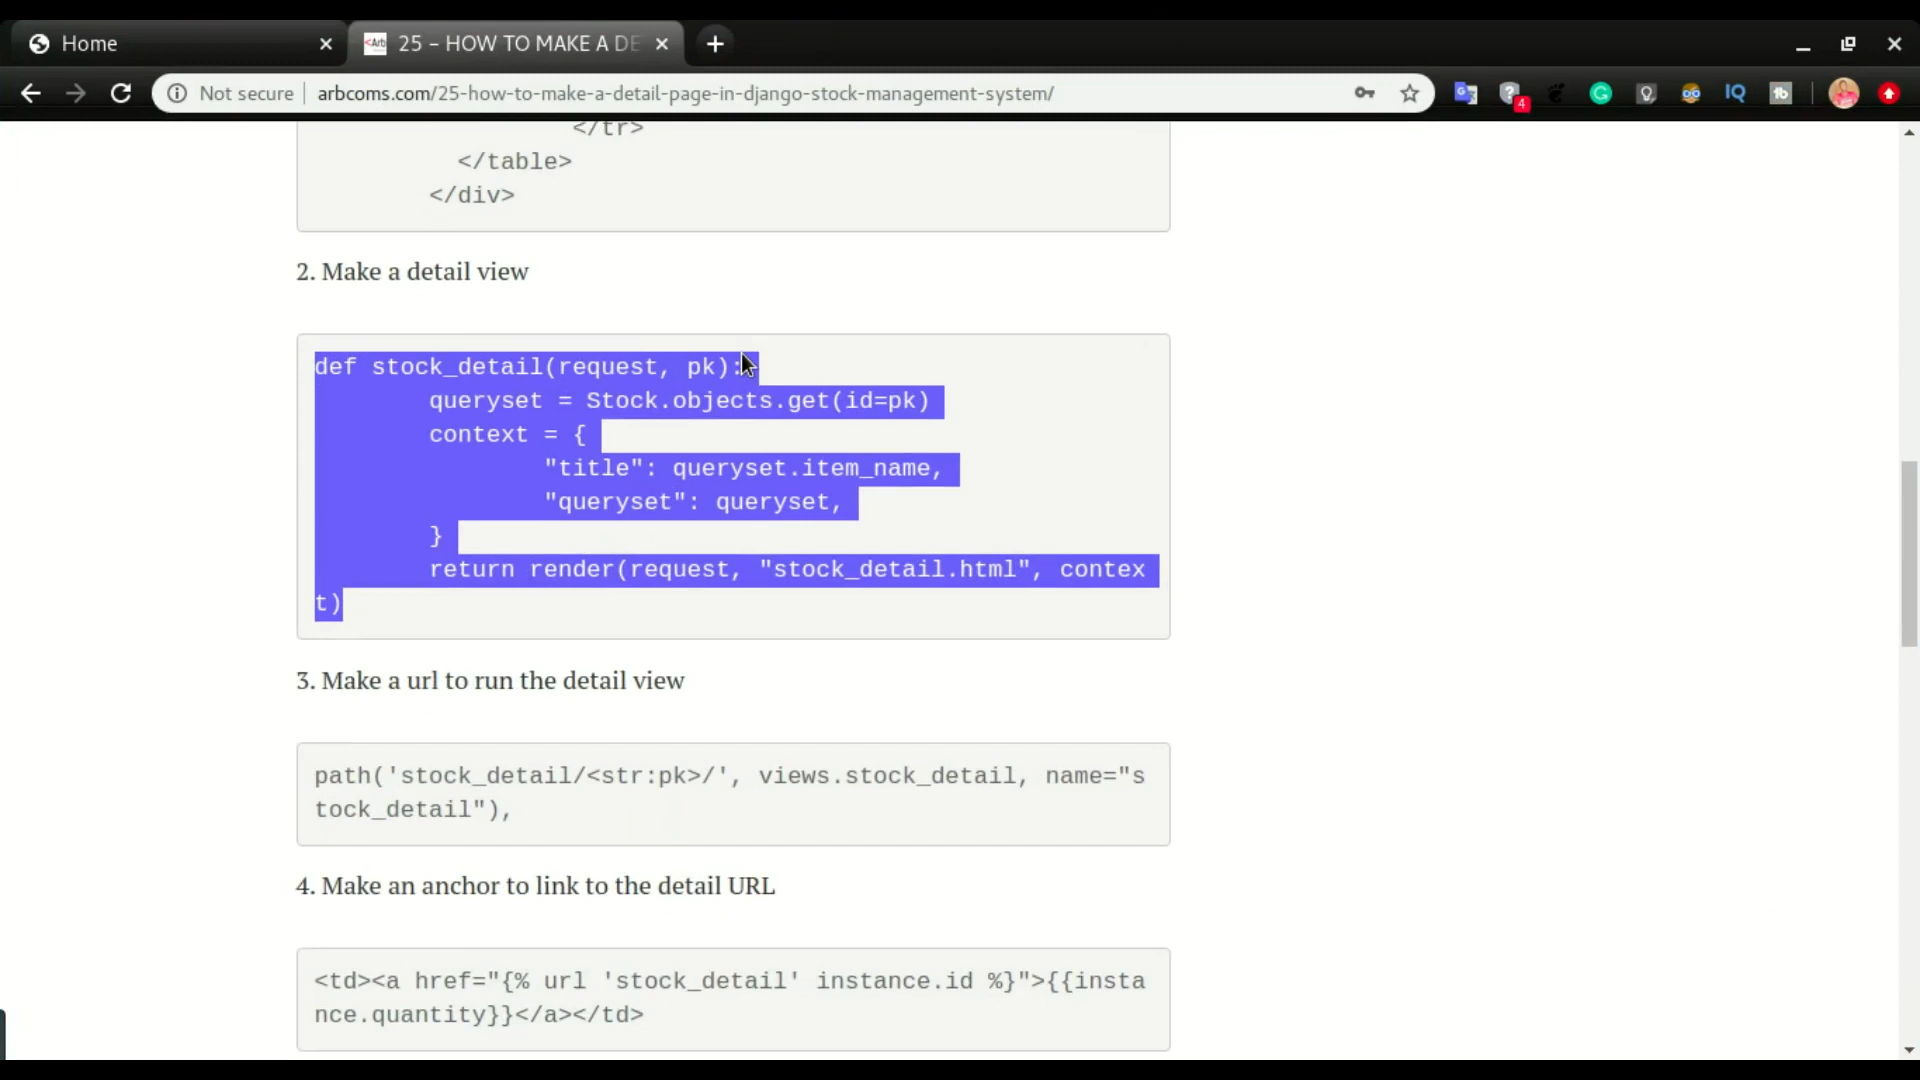 Home
<Arb
25 – HOW TO MAKE A DE
Not secure
arbcoms.com/25-how-to-make-a-detail-page-in-django-stock-management-system/
4
IQ
</tr>
</table>
</div>
2. Make a detail view
def stock_detail(request, pk):
queryset = Stock.objects.get(id=pk)
context = {
"title": queryset.item_name,
"queryset": queryset,
}
return render(request, "stock_detail.html", contex
t)
3. Make a url to run the detail view
path('stock_detail/<str:pk>/', views.stock_detail, name="s
tock_detail"),
4. Make an anchor to link to the detail URL
<td><a href="{% url 'stock_detail' instance.id %}">{{insta
nce.quantity}}</a></td>